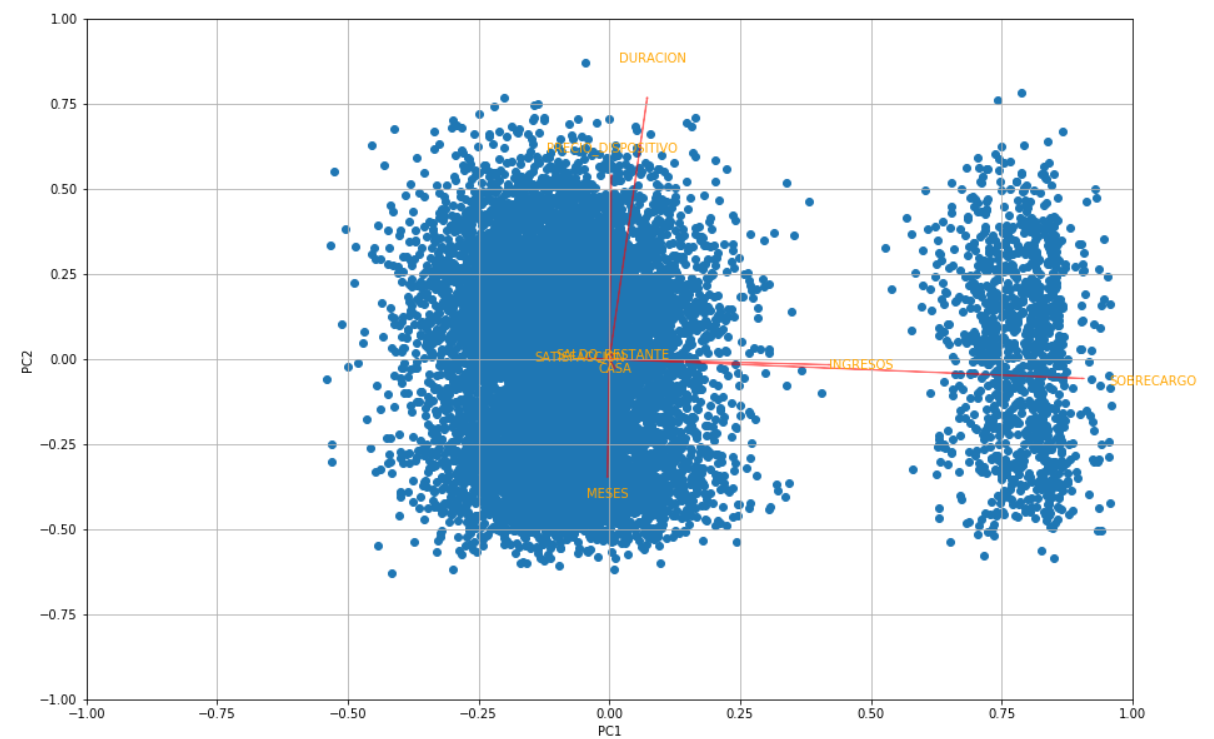 1.00
0.75
0.50
0.25
0.00
−0.25
−0.50
−0.75
−1.00
PC2
DURACION
PRECIO_DISPOSITIVO
SATISFACCION
SALDO_RESTANTE
CASA
INGRESOS
SOBRECARGO
MESES
−1.00 −0.75 −0.50 −0.25 0.00 0.25 0.50 0.75 1.00
PC1